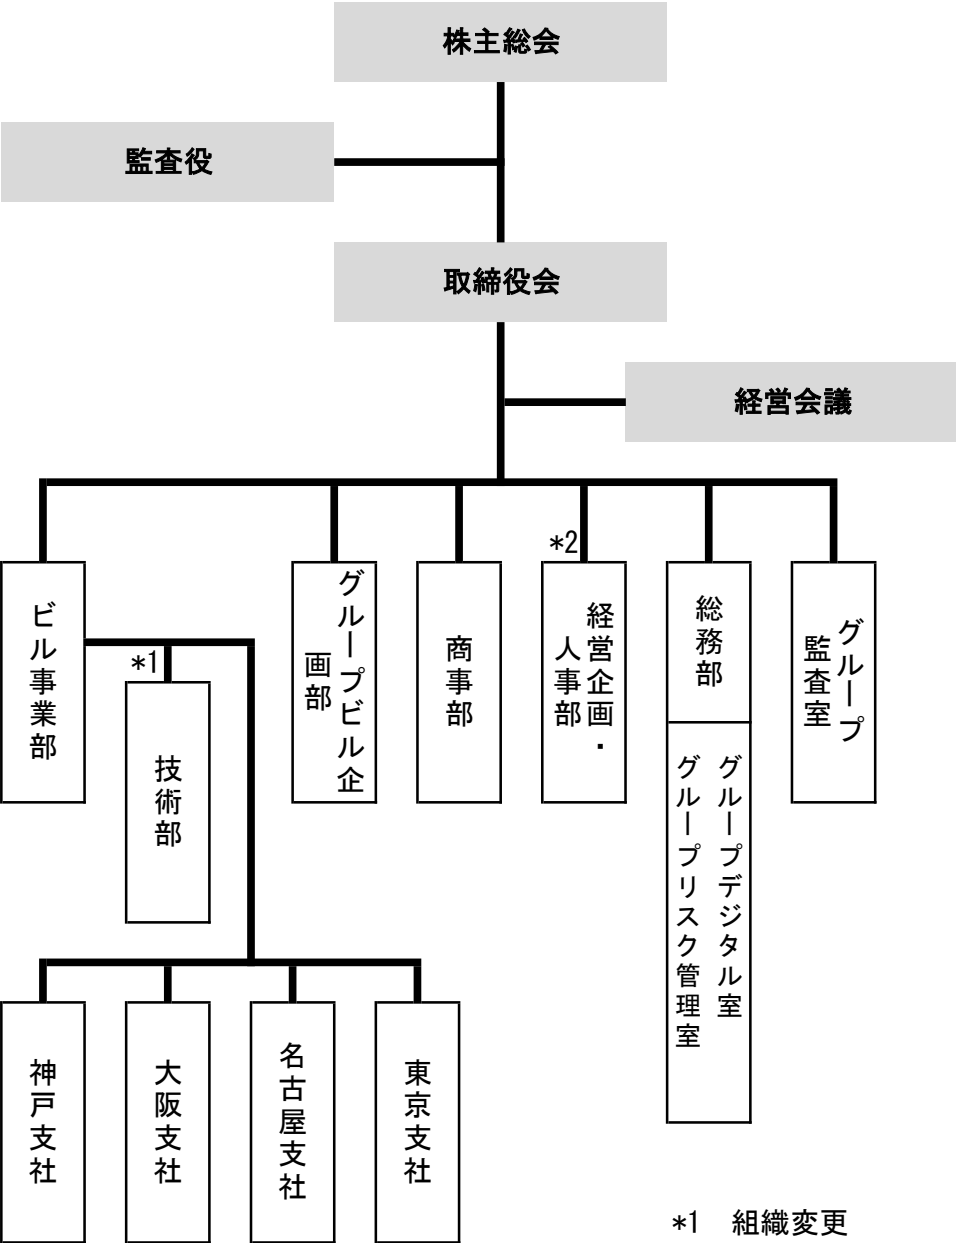 株主総会
監査役
取締役会
経営会議
*2
ビル事業部
*1
技術部
グループビル企
画部
商事部
経営企画・
人事部
総務部
グループデジタル室
グループリスク管理室
グループ
監査室
神戸支社
大阪支社
名古屋支社
東京支社
*1 組織変更